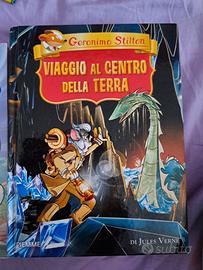 Geronimo Stilton
VIAGGIO AL CENTRO
DELLA TERRA
PIEMME
DI JULES VERNE
Subito